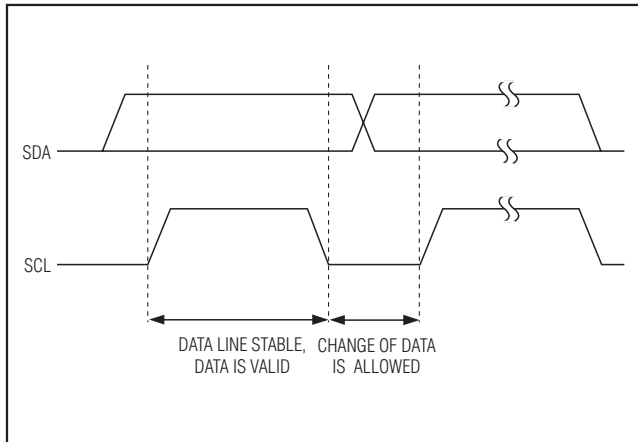 SDA
SCL
DATA LINE STABLE,
DATA IS VALID
CHANGE OF DATA
IS ALLOWED